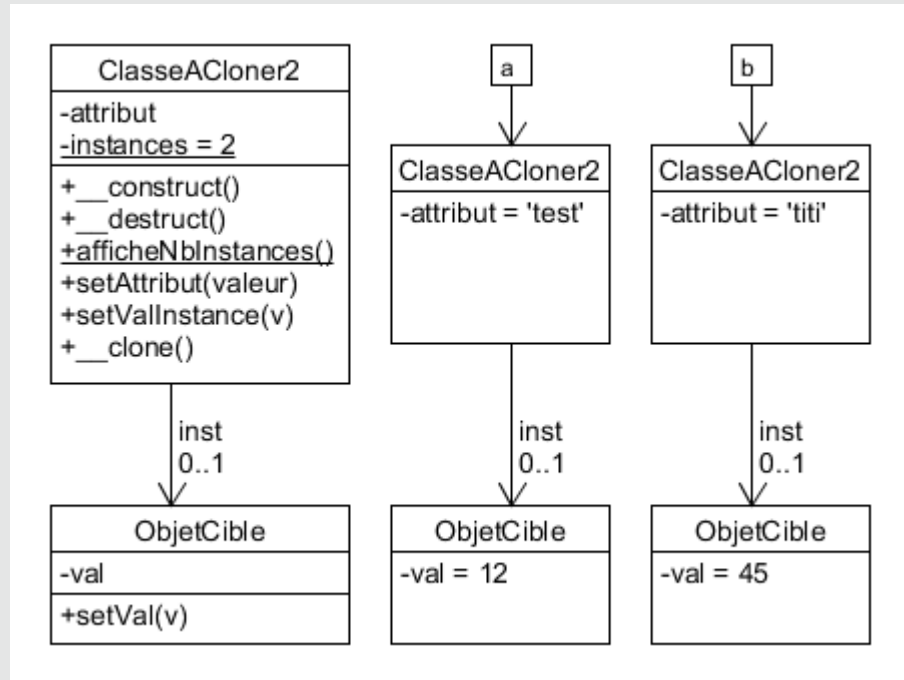 ClasseACloner2
-attribut
-instances = 2
+__construct()
+__destruct()
+afficheNbInstances()
+setAttribut(valeur)
+setValInstance(v)
+__clone()
inst
0..1
ObjetCible
-val
+setVal(v)
a
ClasseACloner2
-attribut = 'test'
inst
0..1
ObjetCible
-val = 12
b
ClasseACloner2
-attribut = 'titi'
inst
0..1
ObjetCible
-val = 45